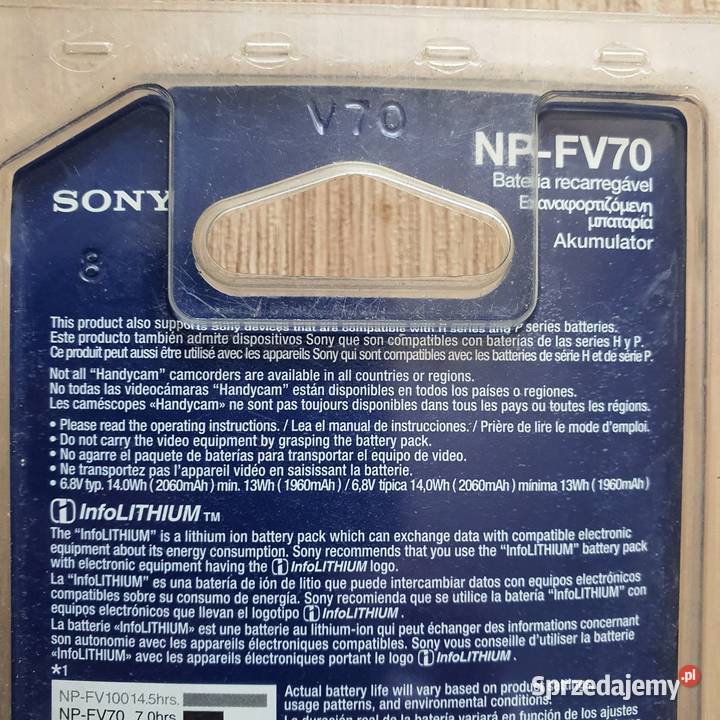 V70
NP-FV70
SONY
Bateria recarregável
Επαναφορτιζόμενη
μπαταρία
Akumulator
8
This product also supports Sony devices that are compatible with H series and P series batteries.
Este producto también admite dispositivos Sony que son compatibles con baterías de las series H y P.
Ce produit peut aussi être utilisé avec les appareils Sony qui sont compatibles avec les batteries de série H et de série P.
Not all “Handycam” camcorders are available in all countries or regions.
No todas las videocámaras “Handycam” están disponibles en todos los países o regiones.
Les caméscopes «Handycam» ne sont pas toujours disponibles dans tous les pays ou toutes les régions.
• Please read the operating instructions. / Lea el manual de instrucciones. / Prière de lire le mode d’emploi.
• Do not carry the video equipment by grasping the battery pack.
• No agarre el paquete de baterías para transportar el equipo de video.
• Ne transportez pas l’appareil vidéo en saisissant la batterie.
• 6.8V typ. 14.0Wh ( 2060mAh ) min. 13Wh ( 1960mAh ) / 6,8V típica 14,0Wh ( 2060mAh ) mínima 13Wh ( 1960mAh )
InfoLITHIUM TM
The “InfoLITHIUM” is a lithium ion battery pack which can exchange data with compatible electronic
equipment about its energy consumption. Sony recommends that you use the “InfoLITHIUM” battery pack
with electronic equipment having the InfoLITHIUM logo.
La “InfoLITHIUM” es una batería de ión de litio que puede intercambiar datos con equipos electrónicos
compatibles sobre su consumo de energía. Sony recomienda que se utilice la batería “InfoLITHIUM” con
equipos electrónicos que llevan el logotipo InfoLITHIUM .
La batterie «InfoLITHIUM» est une batterie au lithium-ion qui peut échanger des informations concernant
son autonomie avec les appareils électroniques compatibles. Sony vous conseille d’utiliser la batterie
«InfoLITHIUM» avec les appareils électroniques portant le logo InfoLITHIUM .
*1
NP-FV100 14.5hrs.
NP-FV70 7.0hrs.
Actual battery life will vary based on product settings,
usage patterns, and environmental conditions.
La duración real de la batería variará en función de los ajustes
Sprzedajemy.pl